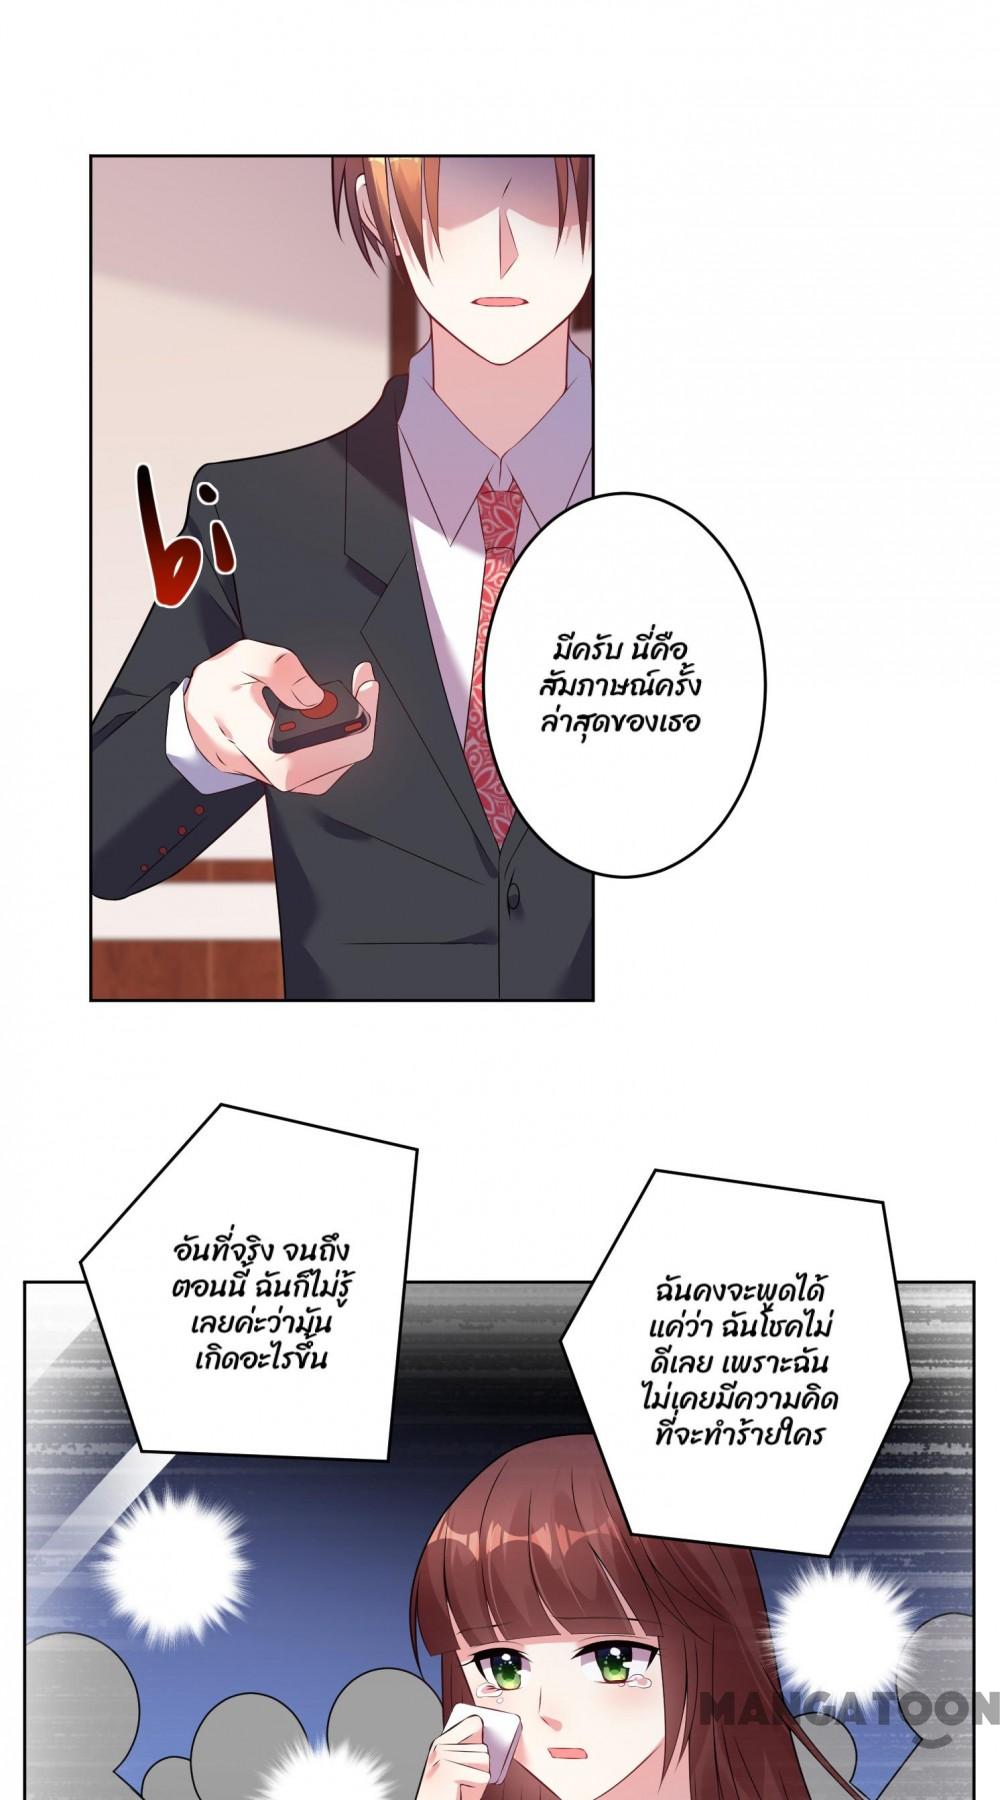 bi
มีครับ นี่คือ
สัมภาษณ์ครั้ง
ล่าสุดของเธอ
อันที่จริง จนถึง
ตอนนี้ ฉันก็ไม่รู้
เลยค่ะว่ามัน
เกิดอะไรขึ้น
ฉันคงจะพูดได้
แค่ว่า ฉันโชคไม่
ดีเลย เพราะฉัน
ไม่เคยมีความคิด
ที่จะทำร้ายใคร
MANGATOON